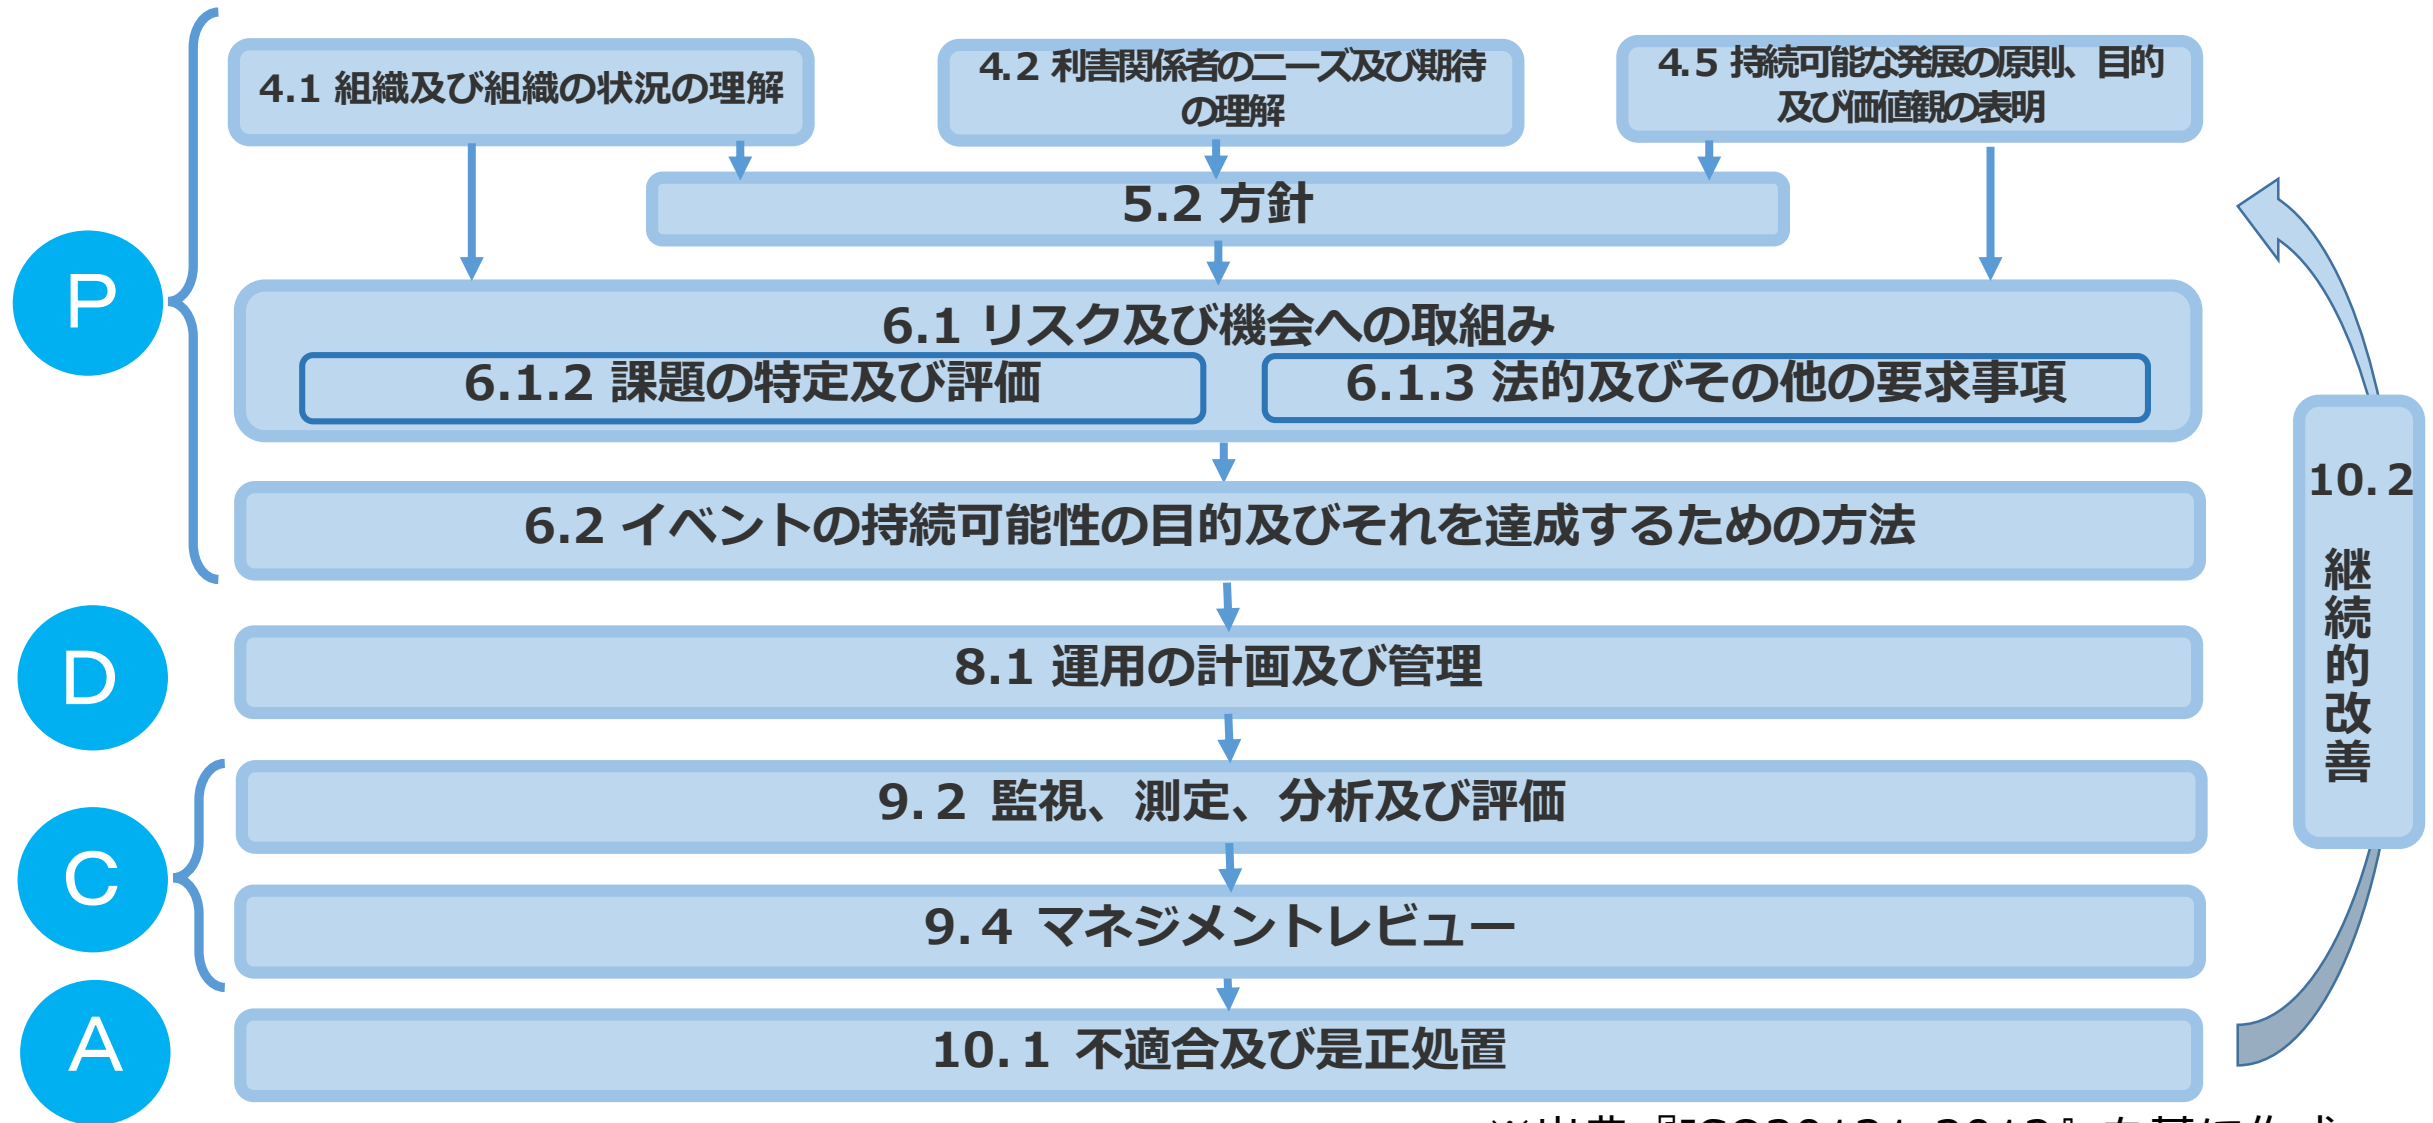 P
4.1 組織及び組織の状況の理解
4.2 利害関係者のニーズ及び期待
の理解
4.5 持続可能な発展の原則、目的
及び価値観の表明
5.2 方針
6.1 リスク及び機会への取組み
6.1.2 課題の特定及び評価
6.1.3 法的及びその他の要求事項
6.2 イベントの持続可能性の目的及びそれを達成するための方法
D
8.1 運用の計画及び管理
C
9.2 監視、測定、分析及び評価
9.4 マネジメントレビュー
A
10.1 不適合及び是正処置
10.2
継続的改善